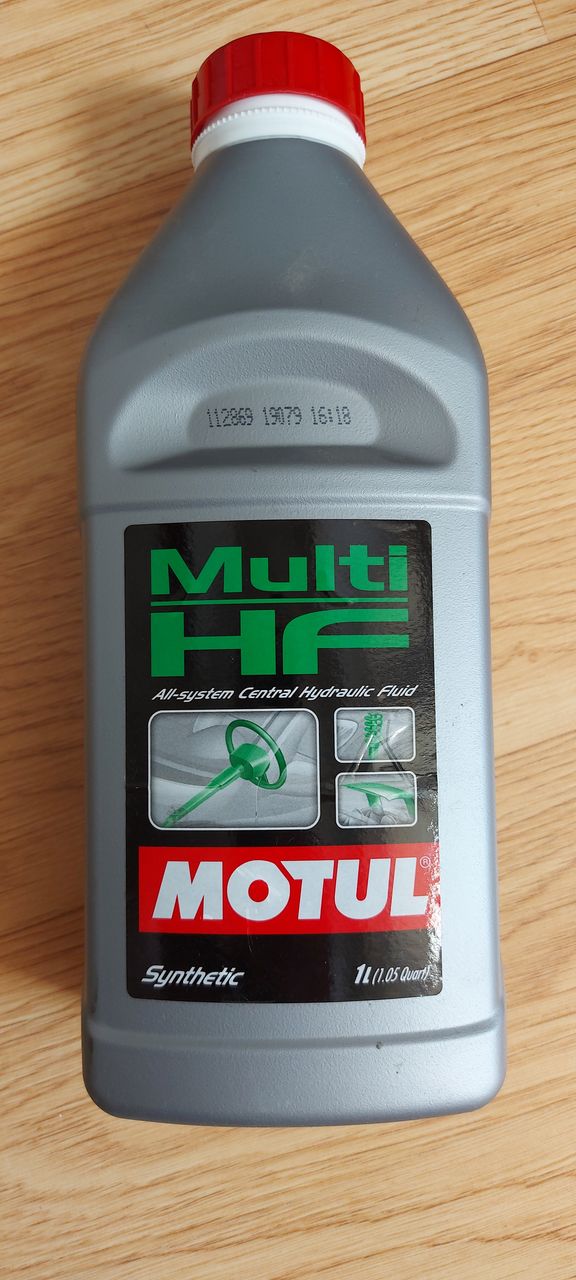 112869 19079 16:18
Multi
HF
All-system Central Hydraulic Fluid
MOTUL®
Synthetic 1L (1.05 Quart)